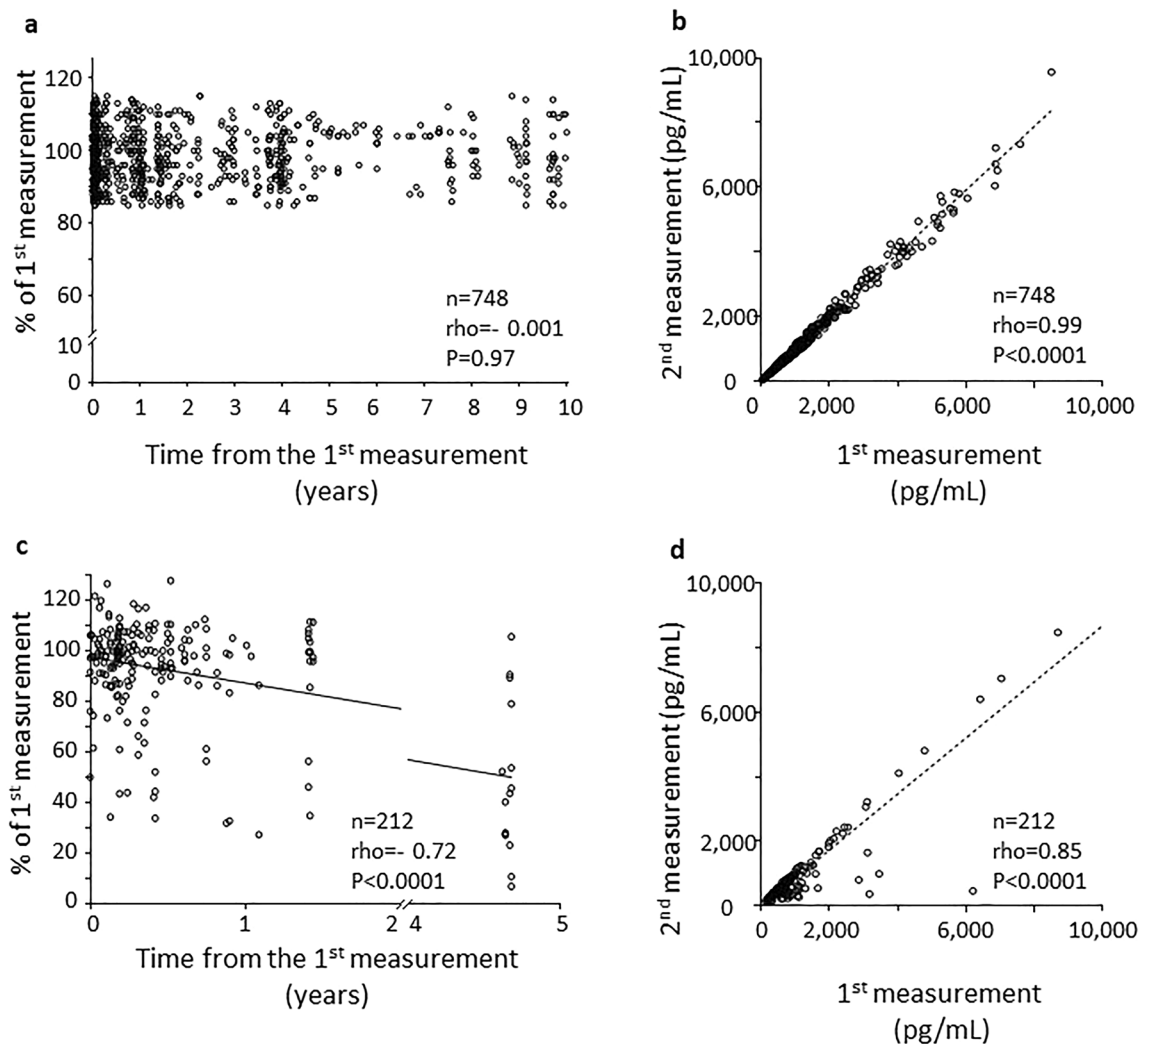 a
% of 1st measurement
120
100
80
60
10
0
0 1 2 3 4 5 6 7 8 9 10
n=748
rho=- 0.001
P=0.97
Time from the 1st measurement
(years)
b
2nd measurement (pg/mL)
10,000
6,000
2,000
0
0 2,000 6,000 10,000
n=748
rho=0.99
P<0.0001
1st measurement
(pg/mL)
c
% of 1st measurement
120
100
80
60
40
20
0
0 1 2 4 5
n=212
rho=- 0.72
P<0.0001
Time from the 1st measurement
(years)
d
2nd measurement (pg/mL)
10,000
6,000
2,000
0
0 2,000 6,000 10,000
n=212
rho=0.85
P<0.0001
1st measurement
(pg/mL)